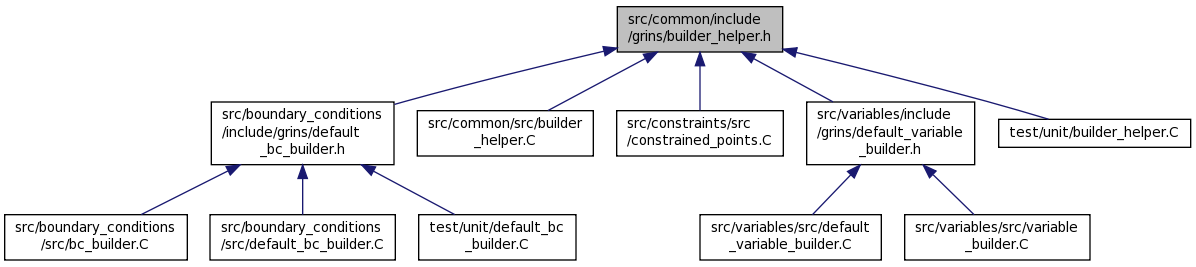 src/common/include
/grins/builder_helper.h
src/boundary_conditions
/include/grins/default
_bc_builder.h
src/common/src/builder
_helper.C
src/constraints/src
/constrained_points.C
src/variables/include
/grins/default_variable
_builder.h
test/unit/builder_helper.C
src/boundary_conditions
/src/bc_builder.C
src/boundary_conditions
/src/default_bc_builder.C
test/unit/default_bc
_builder.C
src/variables/src/default
_variable_builder.C
src/variables/src/variable
_builder.C